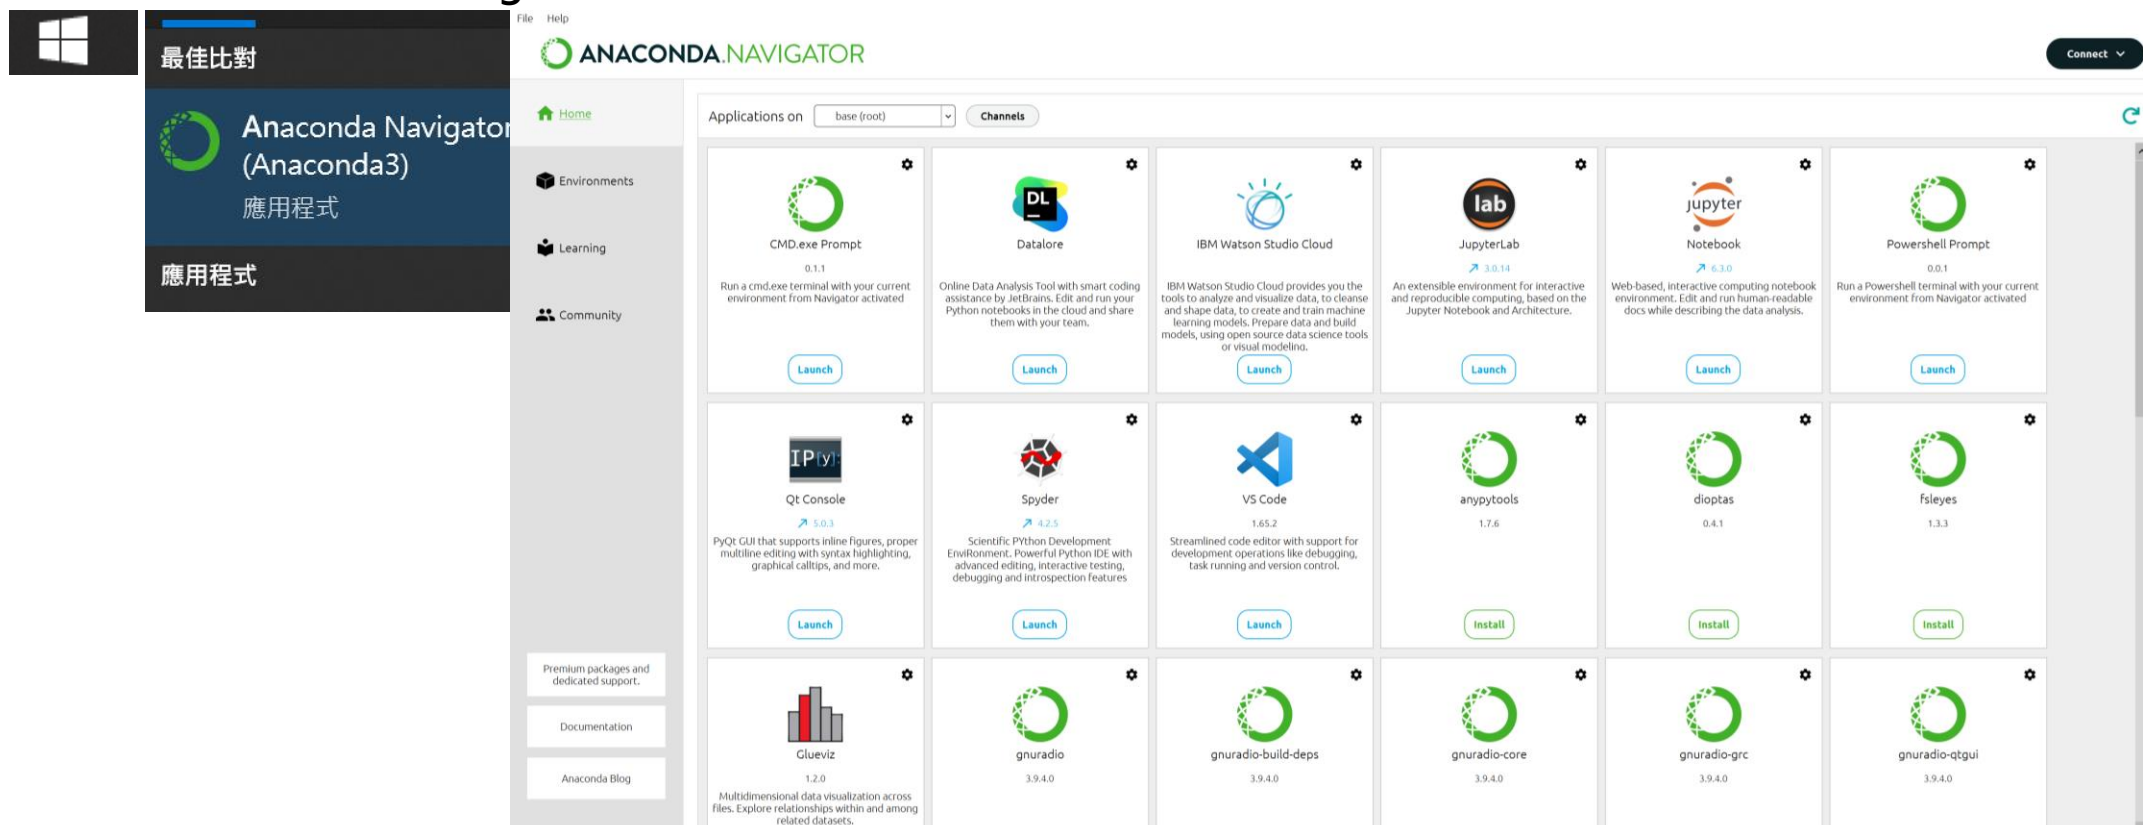 最佳比對
Anaconda Navigator
(Anaconda3)
應用程式
應用程式
File Help
ANACONDA.NAVIGATOR
Connect
Home
Environments
Learning
Community
Premium packages and
dedicated support.
Documentation
Anaconda Blog
Applications on base (root) Channels
CMD.exe Prompt
0.1.1
Run a cmd.exe terminal with your current
environment from Navigator activated
Launch
DL
Datalore
Online Data Analysis Tool with smart coding
assistance by JetBrains. Edit and run your
Python notebooks in the cloud and share
them with your team.
Launch
IBM Watson Studio Cloud
IBM Watson Studio Cloud provides you the
tools to analyze and visualize data, to cleanse
and shape data, to create and train machine
learning models. Prepare data and build
models, using open source data science tools
or visual modeling.
Launch
lab
JupyterLab
3.0.14
An extensible environment for interactive
and reproducible computing, based on the
Jupyter Notebook and Architecture.
Launch
jupyter
Notebook
6.3.0
Web-based, interactive computing notebook
environment. Edit and run human-readable
docs while describing the data analysis.
Launch
Powershell Prompt
0.0.1
Run a Powershell terminal with your current
environment from Navigator activated
Launch
IP[y]:
Qt Console
5.0.3
PyQt GUI that supports inline figures, proper
multiline editing with syntax highlighting,
graphical calltips, and more.
Launch
Spyder
4.2.5
Scientific PYthon Development
EnviRonment. Powerful Python IDE with
advanced editing, interactive testing,
debugging and introspection features
Launch
VS Code
1.65.2
Streamlined code editor with support for
development operations like debugging,
task running and version control.
Launch
anypytools
1.7.6
Install
dioptas
0.4.1
Install
fsleyes
1.3.3
Install
Glueviz
1.2.0
Multidimensional data visualization across
files. Explore relationships within and among
related datasets.
gnuradio
3.9.4.0
gnuradio-build-deps
3.9.4.0
gnuradio-core
3.9.4.0
gnuradio-grc
3.9.4.0
gnuradio-qtgui
3.9.4.0